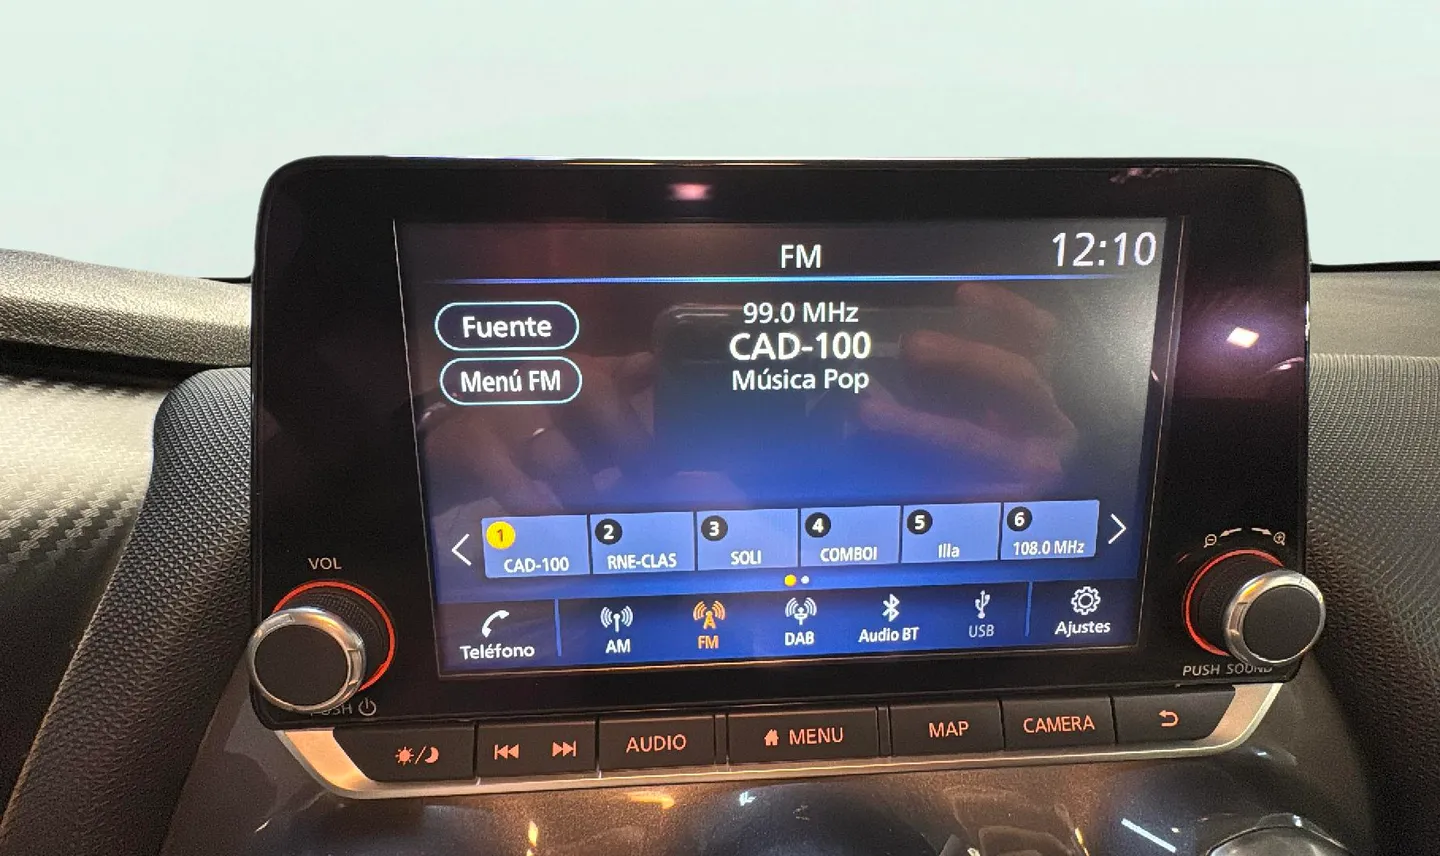 FM
12:10
Fuente
Menú FM
99.0 MHz
CAD-100
Música Pop
1
CAD-100
2
RNE-CLAS
3
SOLI
4
COMBOI
5
Illa
6
108.0 MHz
Teléfono
AM
FM
DAB
Audio BT
USB
Ajustes
VOL
PUSH
PUSH SOUND
AUDIO
MENU
MAP
CAMERA